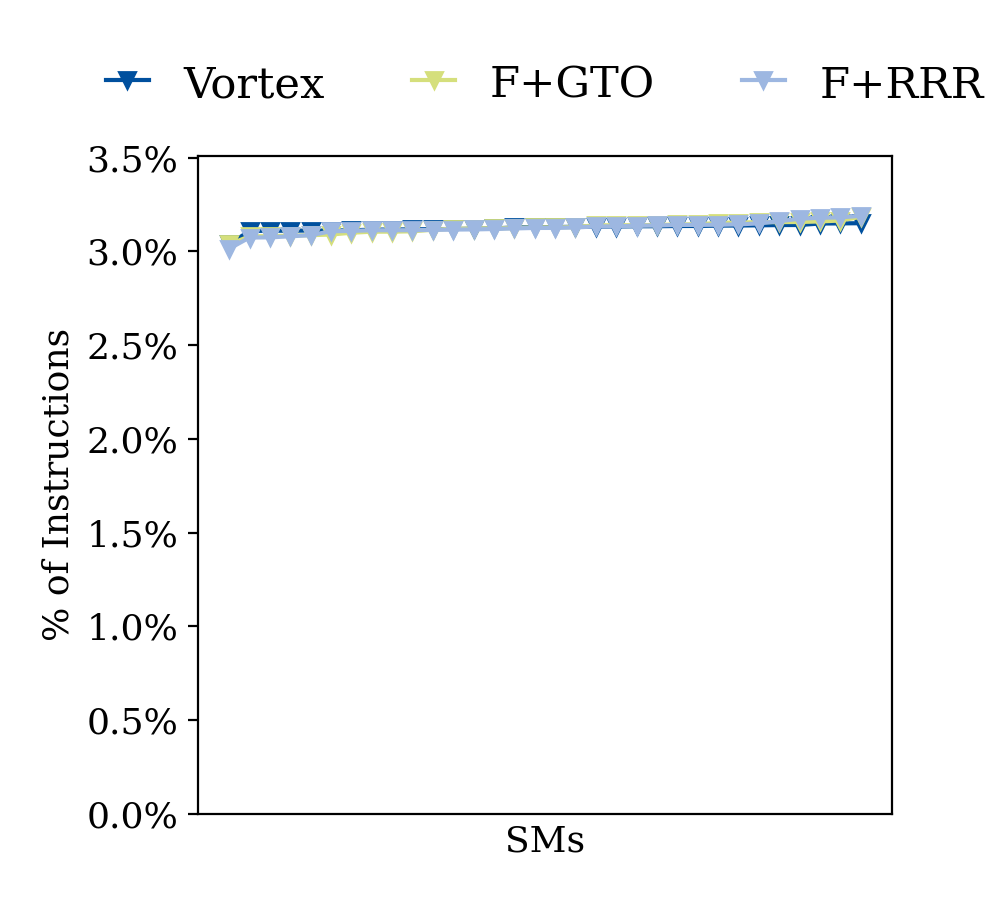 Vortex F+GTO F+RRR
3.5%
3.0%
2.5%
2.0%
1.5%
1.0%
0.5%
0.0%
% of Instructions
SMs